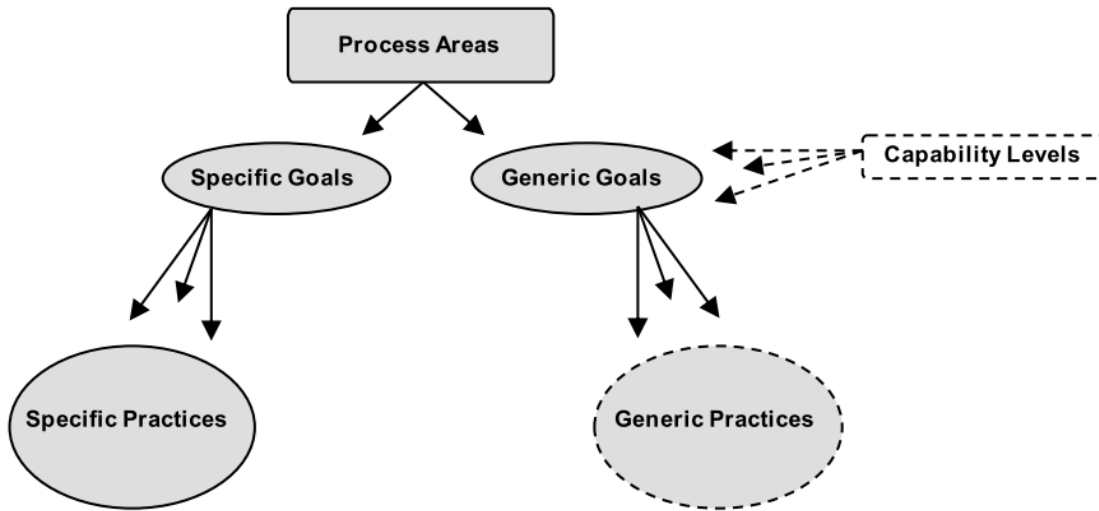 Process Areas
Specific Goals
Generic Goals
Capability Levels
Specific Practices
Generic Practices